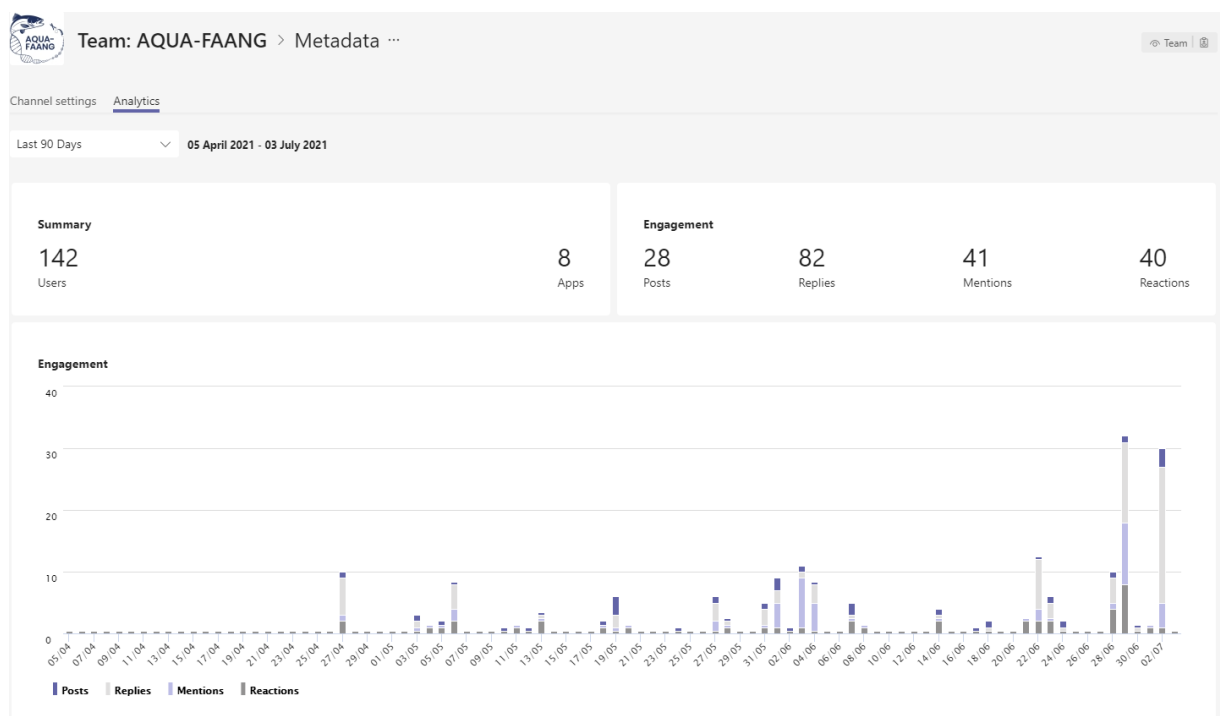 AQUA-
FAANG
Team: AQUA-FAANG > Metadata ...
Team
Channel settings Analytics
Last 90 Days 05 April 2021 - 03 July 2021
Summary
142 8
Users Apps
Engagement
28 82 41 40
Posts Replies Mentions Reactions
Engagement
40
30
20
10
0
05/04 07/04 09/04 11/04 13/04 15/04 17/04 19/04 21/04 23/04 25/04 27/04 29/04 01/05 03/05 05/05 07/05 09/05 11/05 13/05 15/05 17/05 19/05 21/05 23/05 25/05 27/05 29/05 31/05 02/06 04/06 06/06 08/06 10/06 12/06 14/06 16/06 18/06 20/06 22/06 24/06 26/06 28/06 30/06 02/07
Posts Replies Mentions Reactions